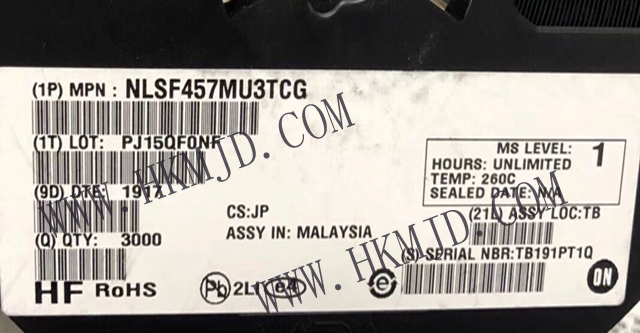 (1P) MPN : NLSF457MU3TCG
(1T) LOT: PJ15QF0NF
MS LEVEL: 1
HOURS: UNLIMITED
TEMP: 260C
SEALED DATE: N/A
(9D) DTE:
CS:JP
(21L) ASSY LOC:TB
(Q) QTY: 3000
ASSY IN: MALAYSIA
(S) SERIAL NBR:TB191PT1Q
HF RoHS
Pb
e4
e
ON
WWW.HKMJD.COM
WWW.HKMJD.COM